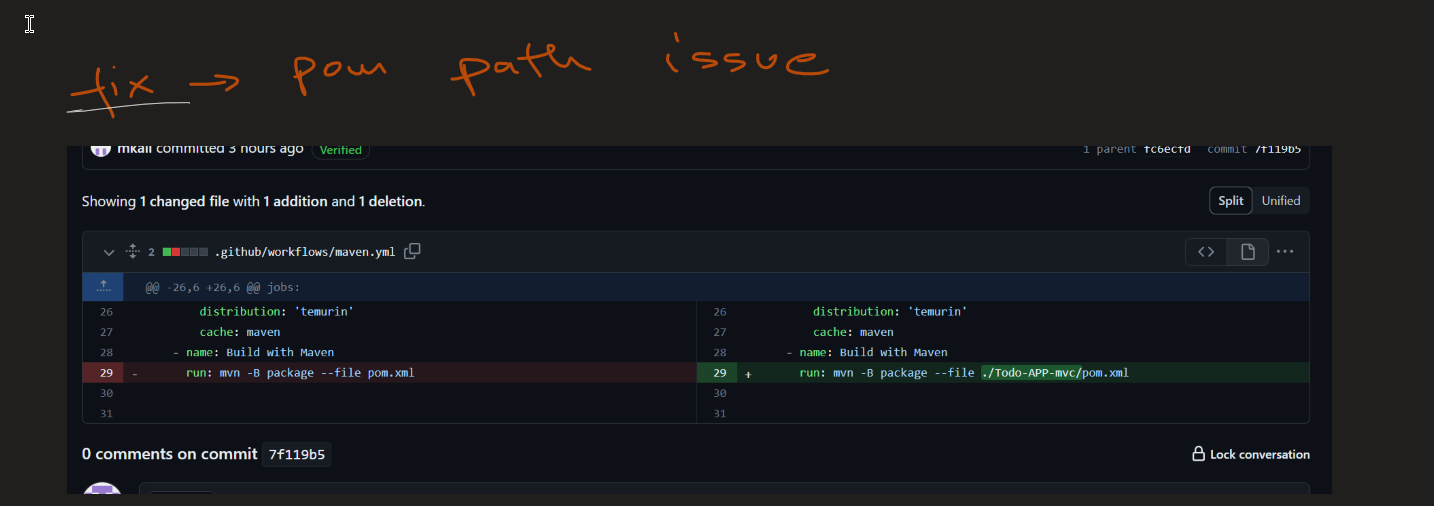 fix → pom path issue
mkali committed 3 hours ago Verified 1 parent fc6ecfd commit 7f119b5
Showing 1 changed file with 1 addition and 1 deletion. Split Unified
2 .github/workflows/maven.yml
@@ -26,6 +26,6 @@ jobs:
26 distribution: 'temurin' 26 distribution: 'temurin'
27 cache: maven 27 cache: maven
28 - name: Build with Maven 28 - name: Build with Maven
29 - run: mvn -B package --file pom.xml 29 + run: mvn -B package --file ./Todo-APP-mvc/pom.xml
30 30
31 31
0 comments on commit 7f119b5 Lock conversation